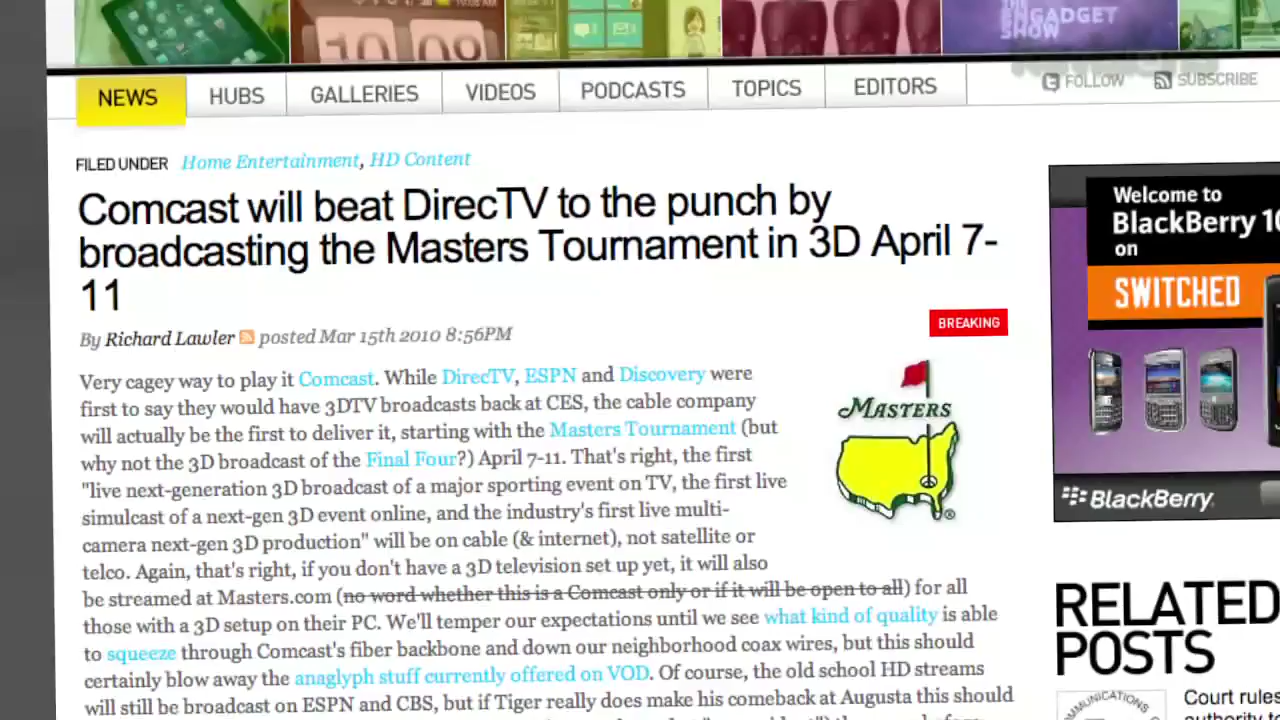 10 09
THE
ENGADGET
SHOW
NEWS HUBS GALLERIES VIDEOS PODCASTS TOPICS EDITORS FOLLOW SUBSCRIBE
FILED UNDER Home Entertainment, HD Content
Comcast will beat DirecTV to the punch by
broadcasting the Masters Tournament in 3D April 7-
11
By Richard Lawler posted Mar 15th 2010 8:56PM
BREAKING
Very cagey way to play it Comcast. While DirecTV, ESPN and Discovery were
first to say they would have 3DTV broadcasts back at CES, the cable company
will actually be the first to deliver it, starting with the Masters Tournament (but
why not the 3D broadcast of the Final Four?) April 7-11. That's right, the first
"live next-generation 3D broadcast of a major sporting event on TV, the first live
simulcast of a next-gen 3D event online, and the industry's first live multi-
camera next-gen 3D production" will be on cable (& internet), not satellite or
telco. Again, that's right, if you don't have a 3D television set up yet, it will also
be streamed at Masters.com (no word whether this is a Comcast only or if it will be open to all) for all
those with a 3D setup on their PC. We'll temper our expectations until we see what kind of quality is able
to squeeze through Comcast's fiber backbone and down our neighborhood coax wires, but this should
certainly blow away the anaglyph stuff currently offered on VOD. Of course, the old school HD streams
will still be broadcast on ESPN and CBS, but if Tiger really does make his comeback at Augusta this should
MASTERS
®
Welcome to
BlackBerry 10
on
SWITCHED
BlackBerry
RELATED
POSTS
COMMUNICATIONS
Court rules
authority to